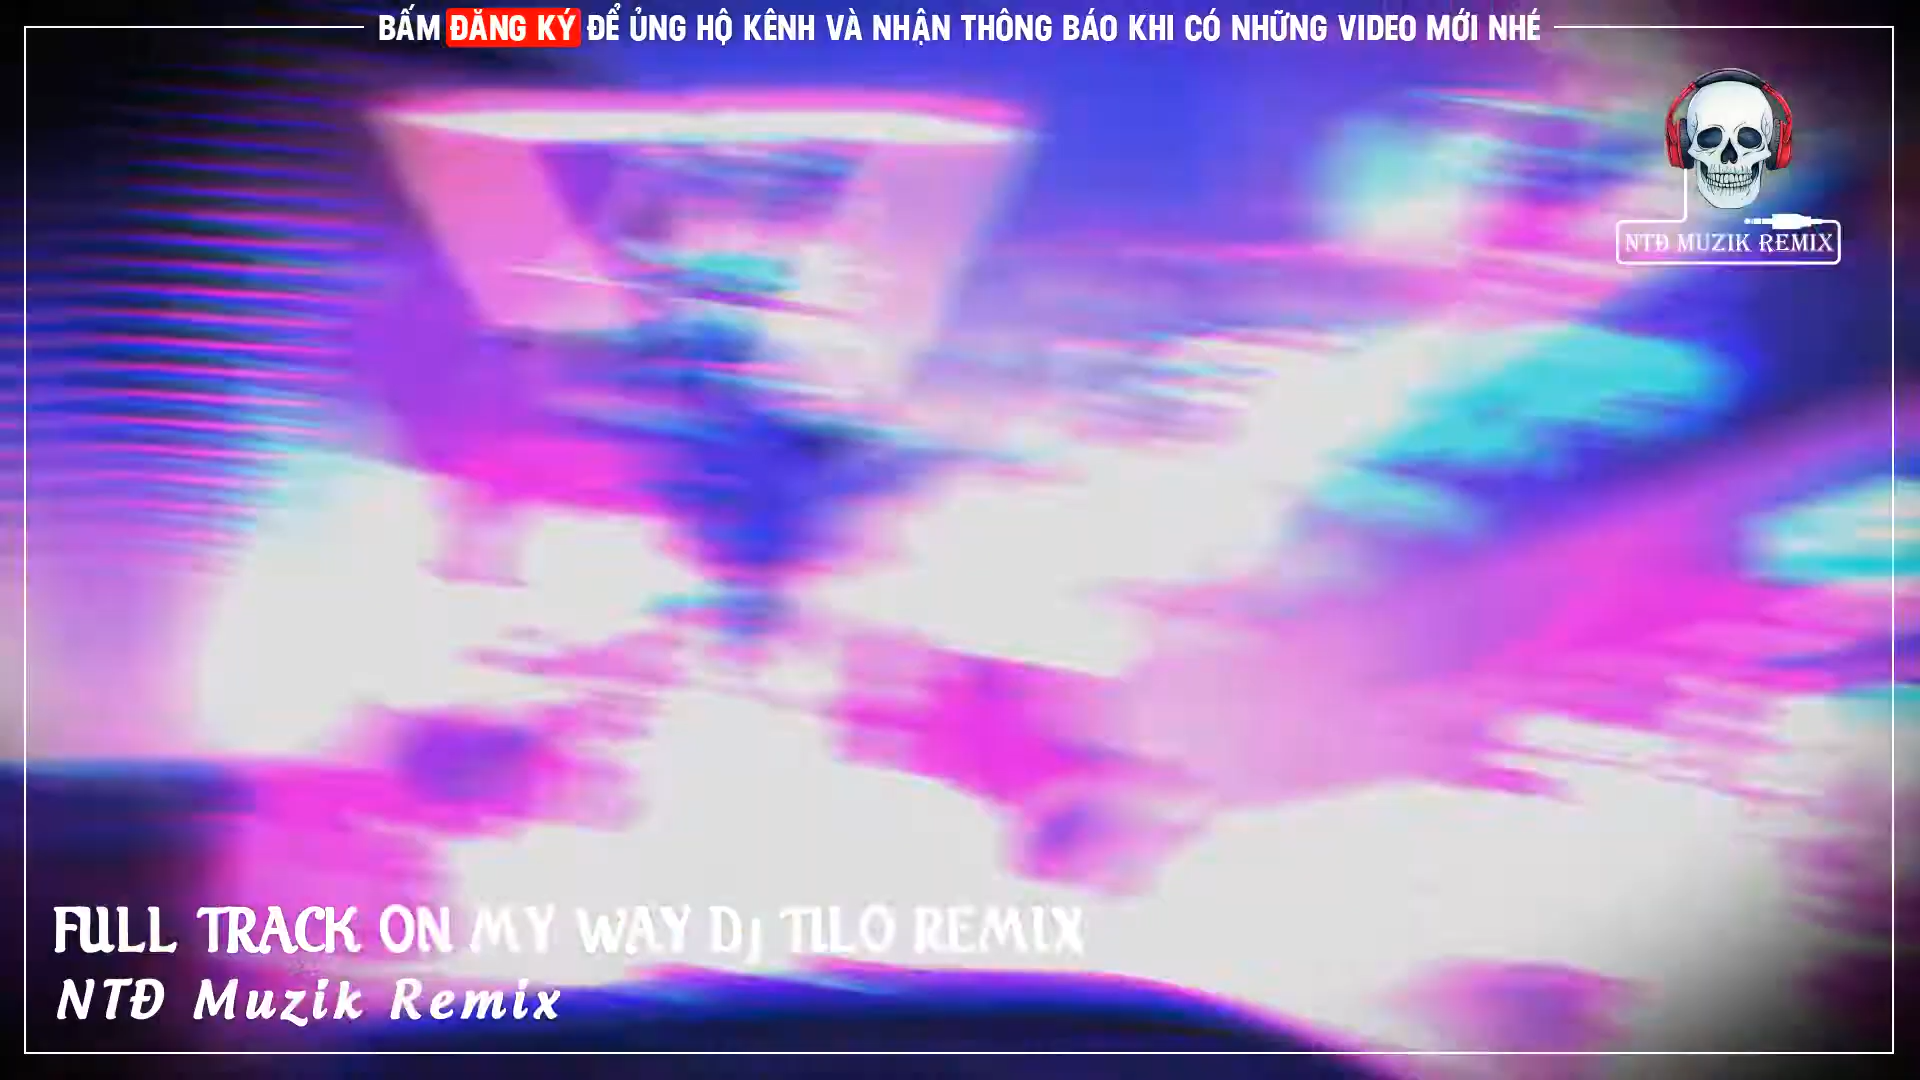 BẤM ĐĂNG KÝ ĐỂ ỦNG HỘ KÊNH VÀ NHẬN THÔNG BÁO KHI CÓ NHỮNG VIDEO MỚI NHÉ
NTĐ MUZIK REMIX
FULL TRACK ON MY WAY DJ TILO REMIX
NTĐ Muzik Remix